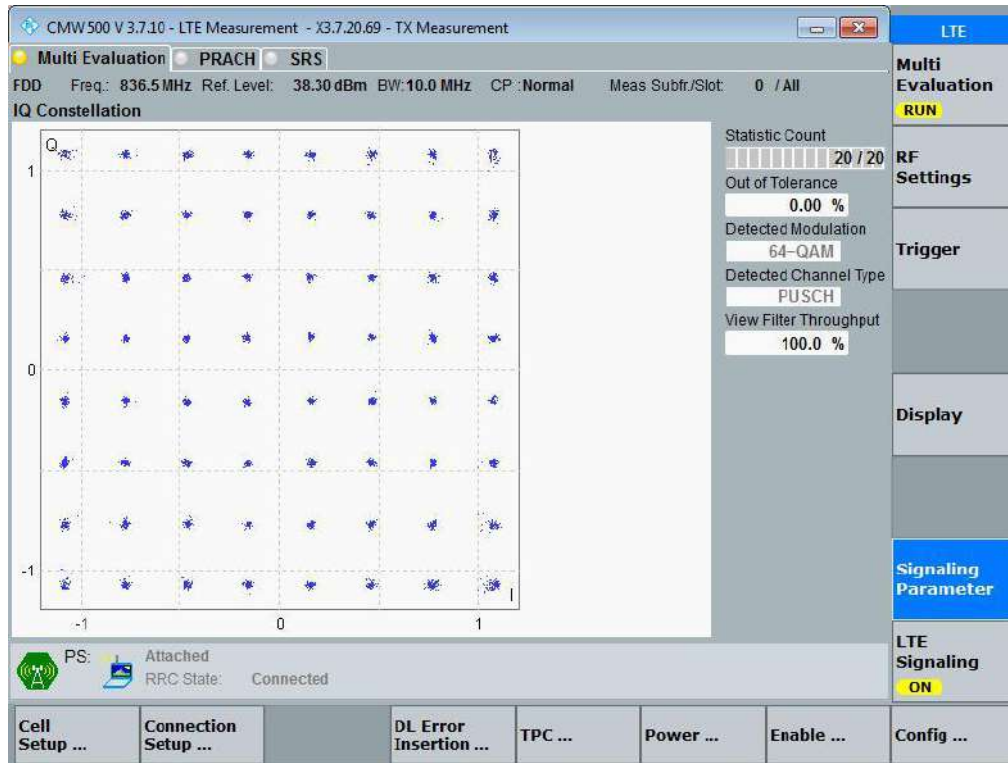 CMW500 V 3.7.10 - LTE Measurement - X3.7.20.69 - TX Measurement
LTE
Multi Evaluation PRACH SRS
FDD Freq.: 836.5 MHz Ref. Level: 38.30 dBm BW: 10.0 MHz CP : Normal Meas Subfr./Slot: 0 / All
IQ Constellation
Q
1
0
-1
-1 0 1
I
Statistic Count
20 / 20
Out of Tolerance
0.00 %
Detected Modulation
64-QAM
Detected Channel Type
PUSCH
View Filter Throughput
100.0 %
Multi
Evaluation
RUN
RF
Settings
Trigger
Display
Signaling
Parameter
LTE
Signaling
ON
PS: Attached
RRC State: Connected
Cell
Setup ...
Connection
Setup ...
DL Error
Insertion ...
TPC ...
Power ...
Enable ...
Config ...